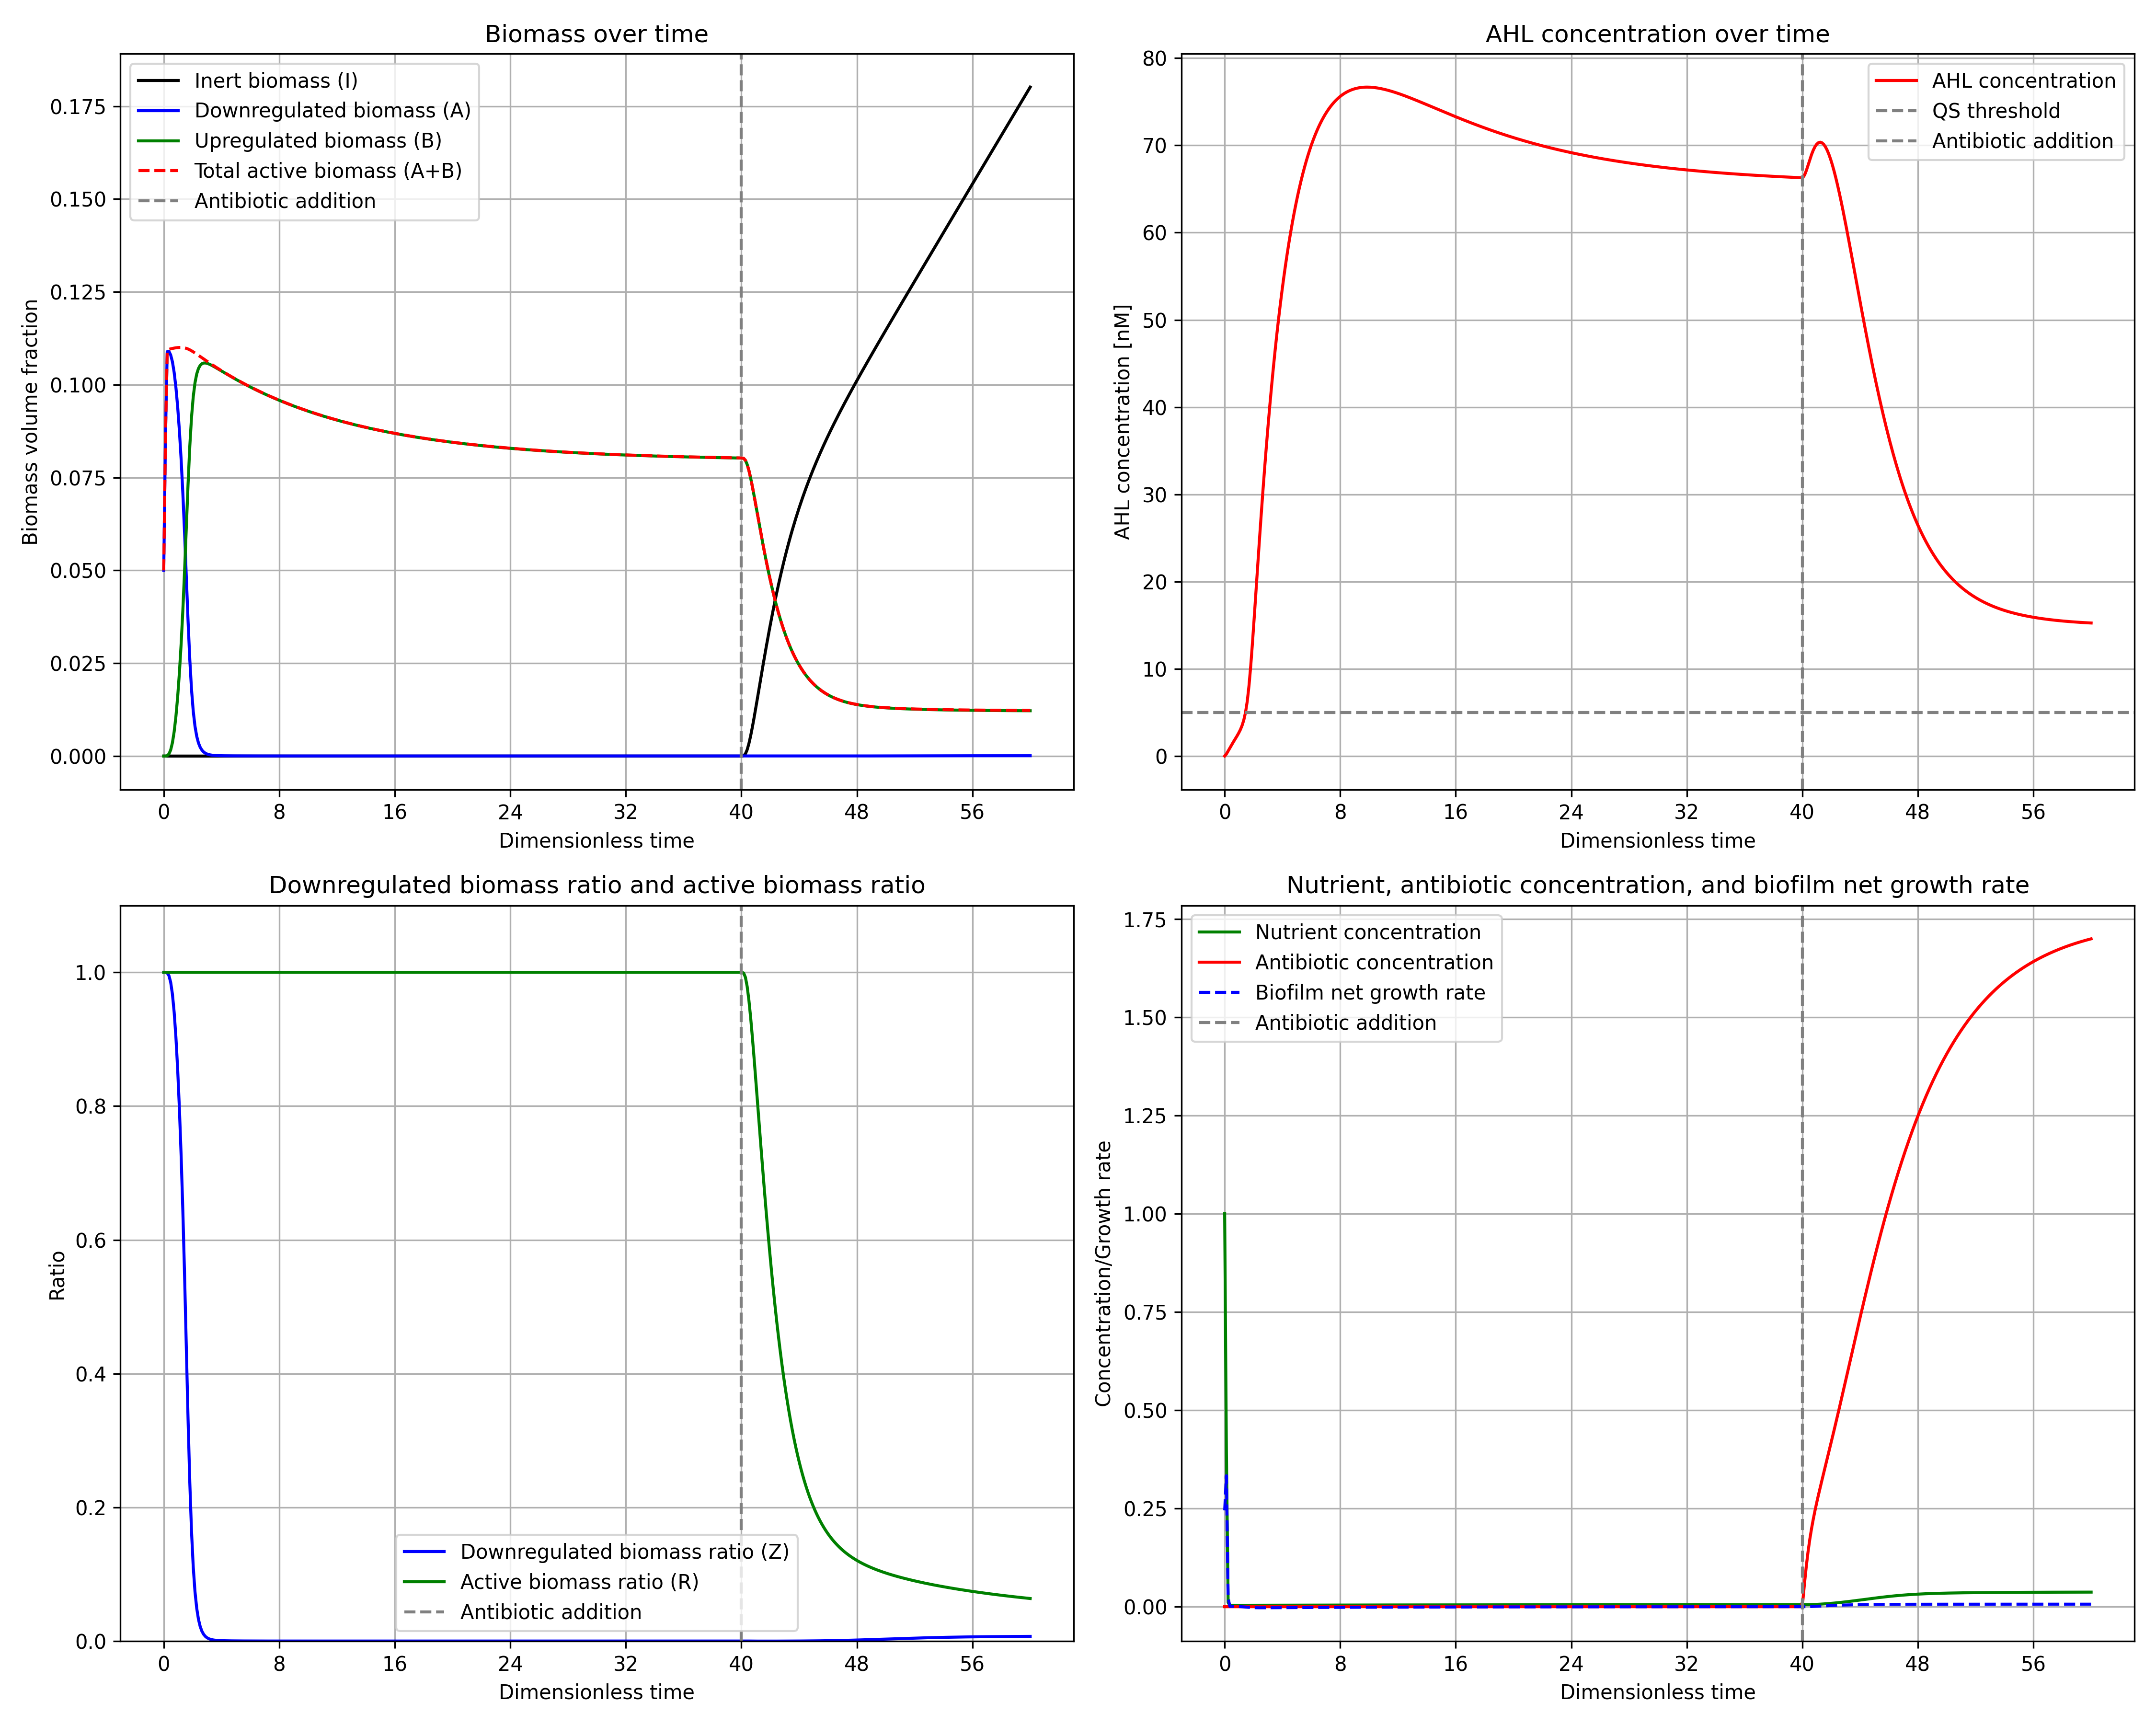 Biomass over time
Inert biomass (I)
Downregulated biomass (A)
Upregulated biomass (B)
Total active biomass (A+B)
Antibiotic addition
Biomass volume fraction
0.175
0.150
0.125
0.100
0.075
0.050
0.025
0.000
0 8 16 24 32 40 48 56
Dimensionless time
AHL concentration over time
AHL concentration
QS threshold
Antibiotic addition
AHL concentration [nM]
80
70
60
50
40
30
20
10
0
0 8 16 24 32 40 48 56
Dimensionless time
Downregulated biomass ratio and active biomass ratio
Ratio
1.0
0.8
0.6
0.4
0.2
0.0
Downregulated biomass ratio (Z)
Active biomass ratio (R)
Antibiotic addition
0 8 16 24 32 40 48 56
Dimensionless time
Nutrient, antibiotic concentration, and biofilm net growth rate
Nutrient concentration
Antibiotic concentration
Biofilm net growth rate
Antibiotic addition
Concentration/Growth rate
1.75
1.50
1.25
1.00
0.75
0.50
0.25
0.00
0 8 16 24 32 40 48 56
Dimensionless time